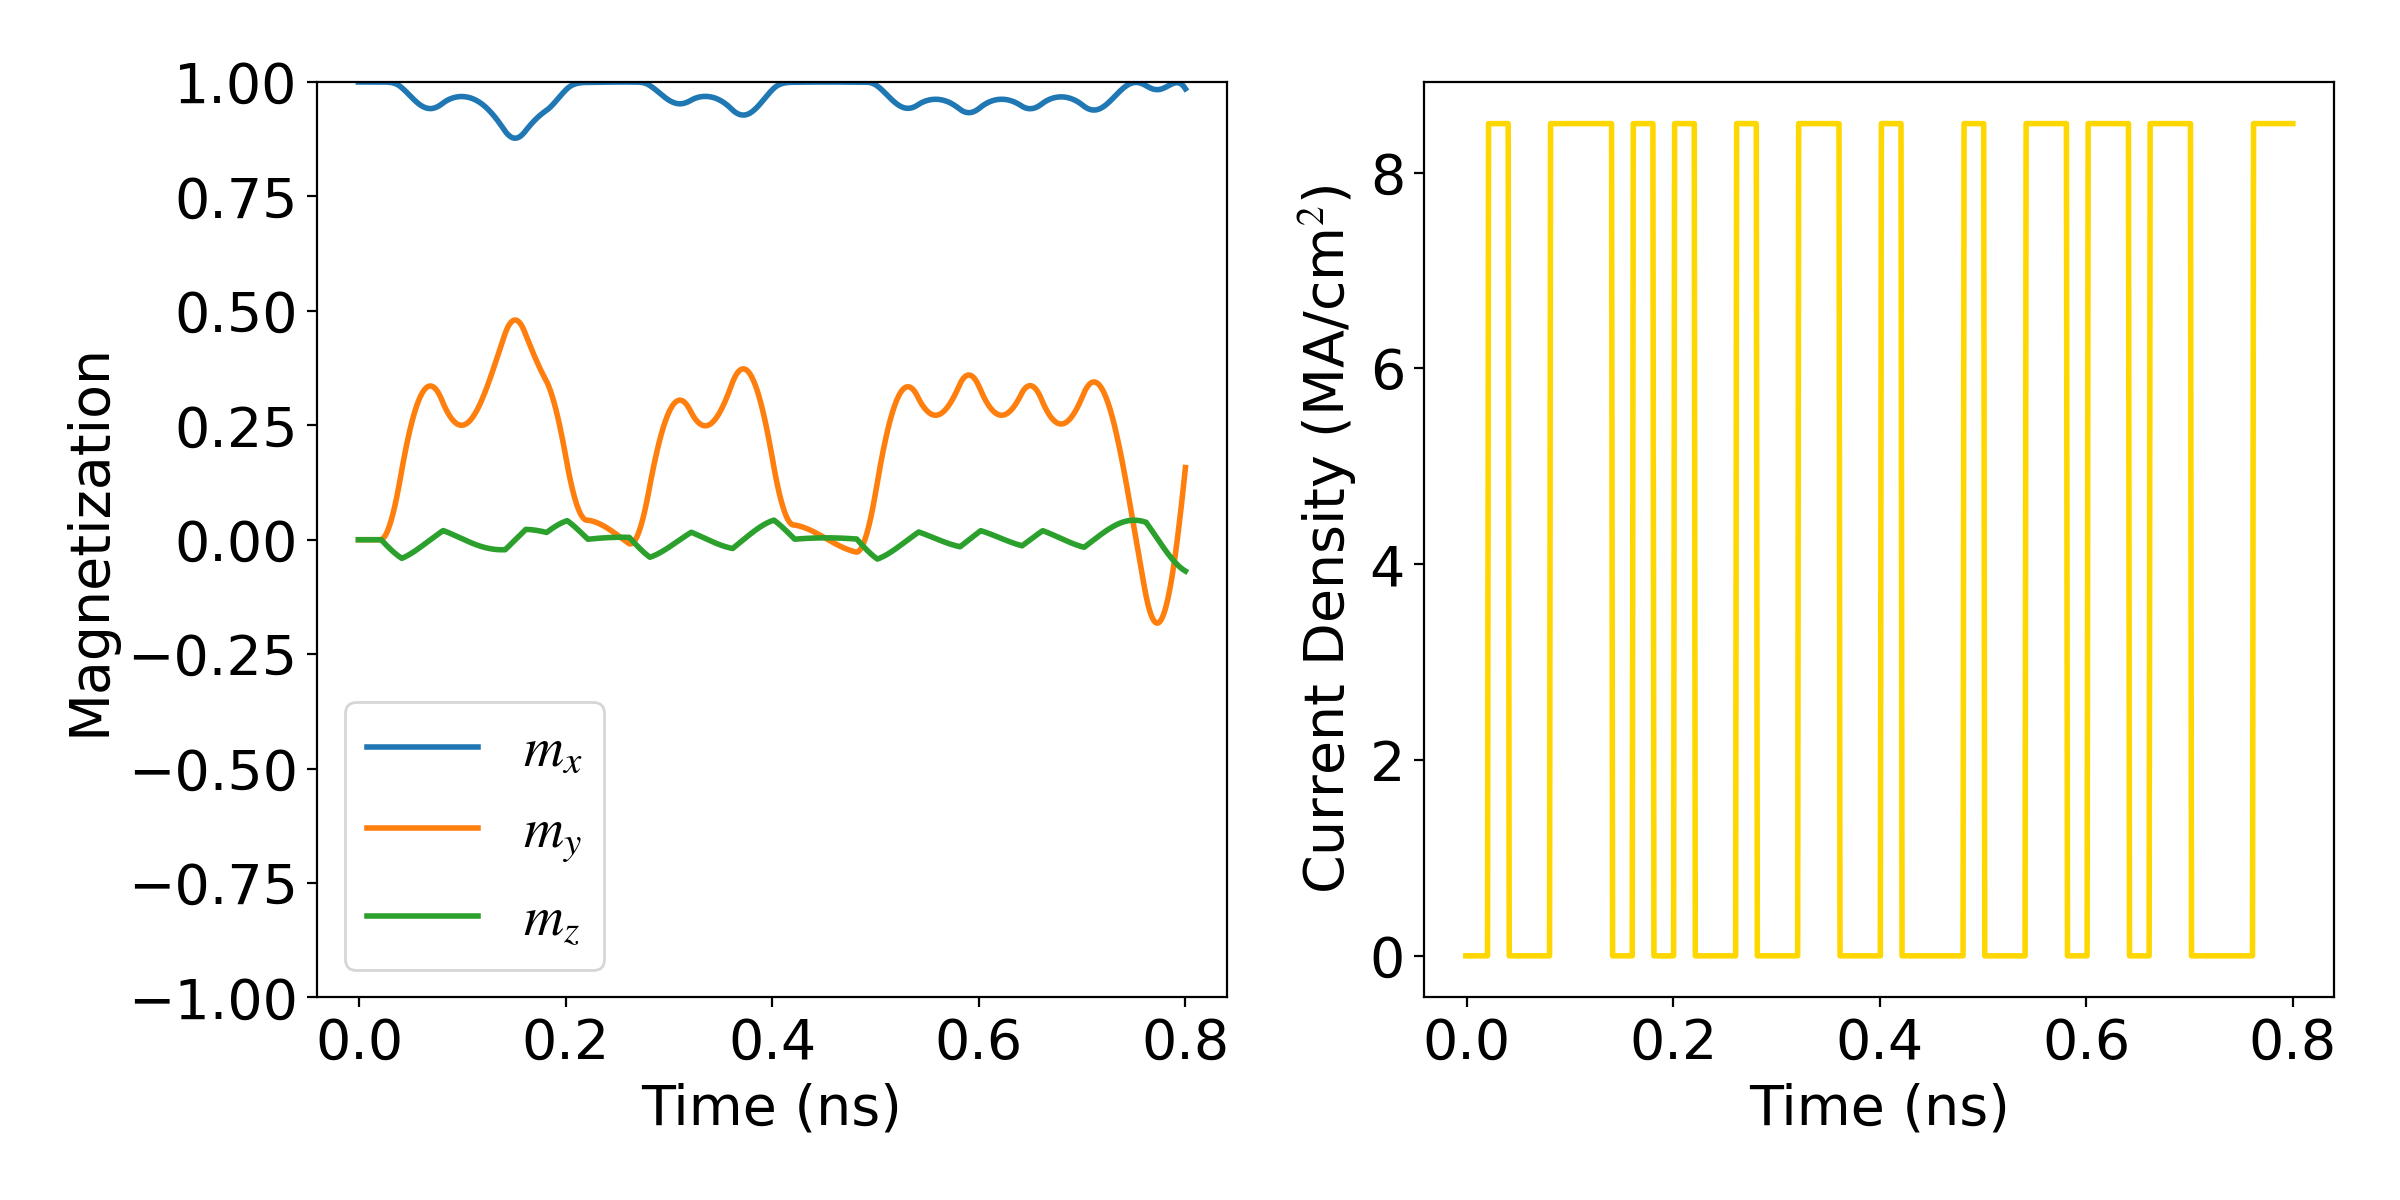 1.00
0.75
0.50
0.25
0.00
−0.25
−0.50
−0.75
−1.00
Magnetization
m_x
m_y
m_z
0.0 0.2 0.4 0.6 0.8
Time (ns)
8
6
4
2
0
Current Density (MA/cm²)
0.0 0.2 0.4 0.6 0.8
Time (ns)